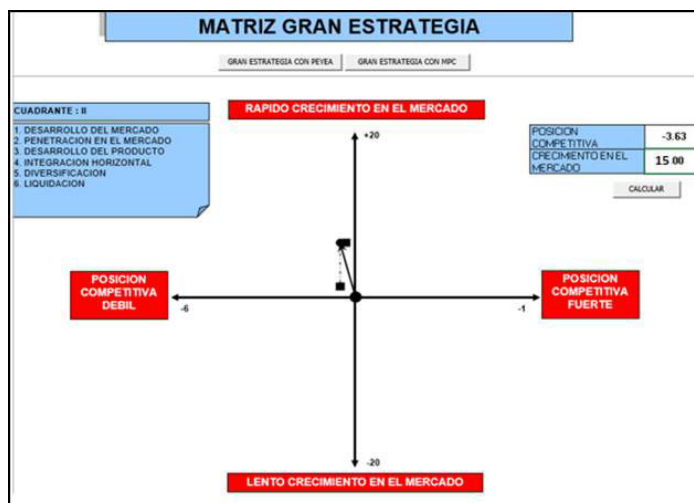 MATRIZ GRAN ESTRATEGIA
GRAN ESTRATEGIA CON PEYEA
GRAN ESTRATEGIA CON MPC
CUADRANTE : II
1. DESARROLLO DEL MERCADO
2. PENETRACION EN EL MERCADO
3. DESARROLLO DEL PRODUCTO
4. INTEGRACION HORIZONTAL
5. DIVERSIFICACION
6. LIQUIDACION
RAPIDO CRECIMIENTO EN EL MERCADO
+20
POSICION
COMPETITIVA
-3.63
CRECIMIENTO EN EL
MERCADO
15.00
CALCULAR
POSICION
COMPETITIVA
DEBIL
-6
-1
POSICION
COMPETITIVA
FUERTE
-20
LENTO CRECIMIENTO EN EL MERCADO